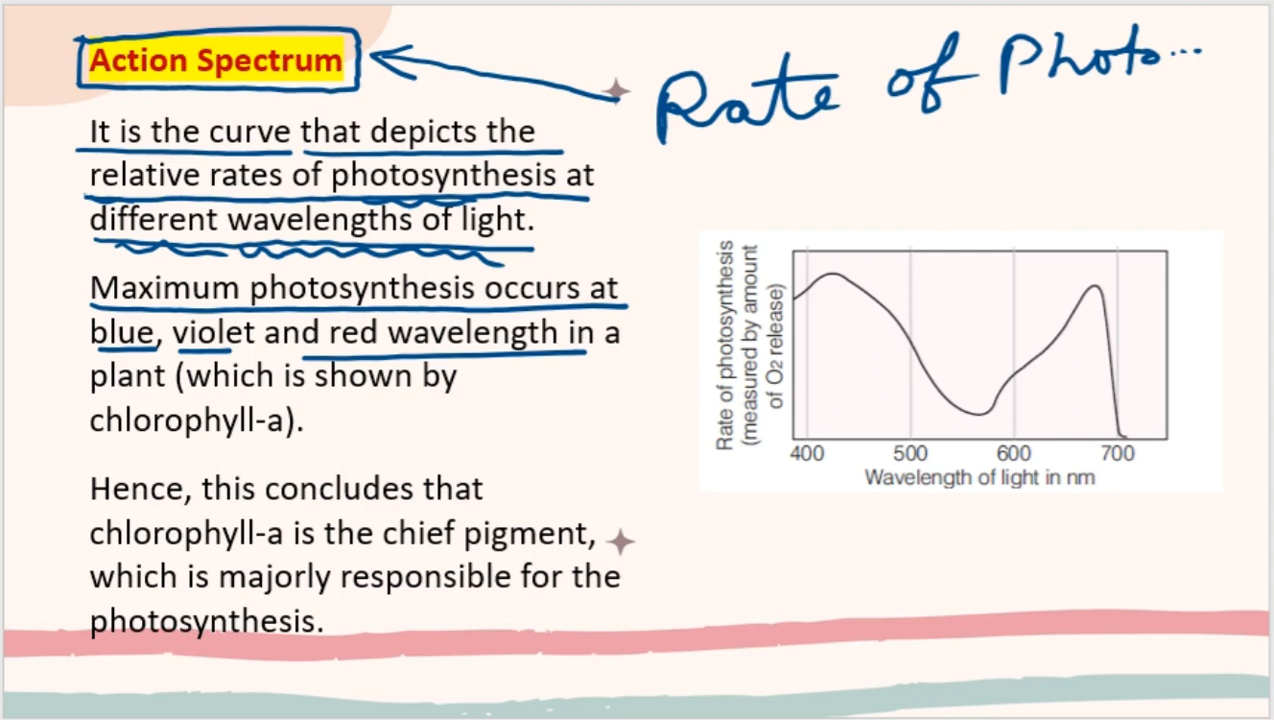 Action Spectrum
Rate of Photo...
It is the curve that depicts the
relative rates of photosynthesis at
different wavelengths of light.
Maximum photosynthesis occurs at
blue, violet and red wavelength in a
plant (which is shown by
chlorophyll-a).
Hence, this concludes that
chlorophyll-a is the chief pigment,
which is majorly responsible for the
photosynthesis.
Rate of photosynthesis
(measured by amount
of O2 release)
400 500 600 700
Wavelength of light in nm